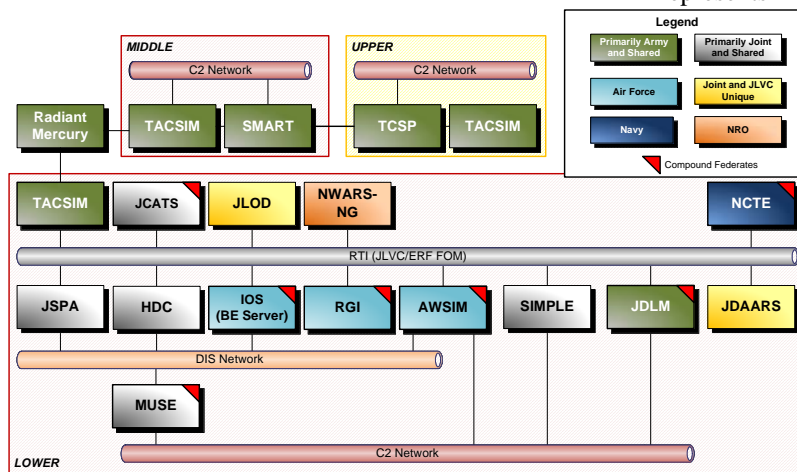 represents
Legend
Primarily Army
and Shared
Primarily Joint
and Shared
Air Force
Joint and JLVC
Unique
Navy
NRO
Compound Federates
MIDDLE
C2 Network
TACSIM
SMART
UPPER
C2 Network
TCSP
TACSIM
Radiant
Mercury
TACSIM
JCATS
JLOD
NWARS-
NG
NCTE
RTI (JLVC/ERF FOM)
JSPA
HDC
IOS
(BE Server)
RGI
AWSIM
SIMPLE
JDLM
JDAARS
DIS Network
MUSE
C2 Network
LOWER